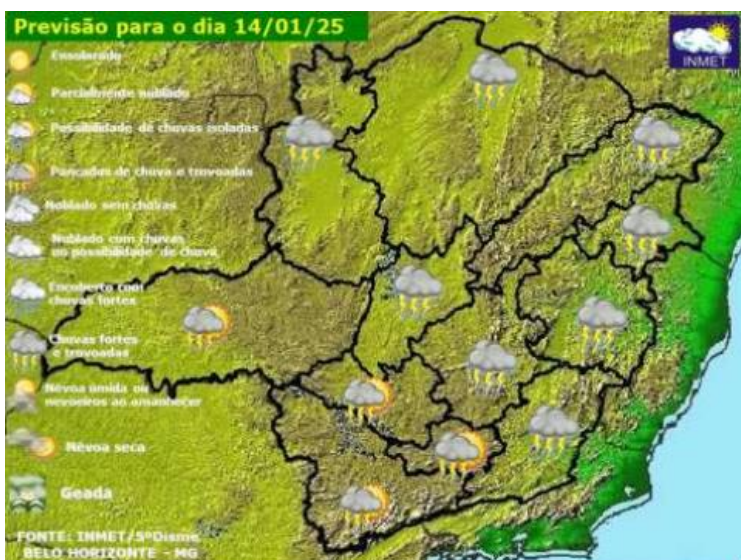 Previsão para o dia 14/01/25
INMET
Ensolarado
Parcialmente nublado
Possibilidade de chuvas isoladas
Pancadas de chuva e trovoadas
Nublado sem chuvas
Nublado com chuvas
ou possibilidade de chuva
Encoberto com
chuvas fortes
Chuvas fortes
e trovoadas
Névoa úmida ou
nevoeiros ao amanhecer
Névoa seca
Geada
FONTE: INMET/5ºDisme
BELO HORIZONTE - MG